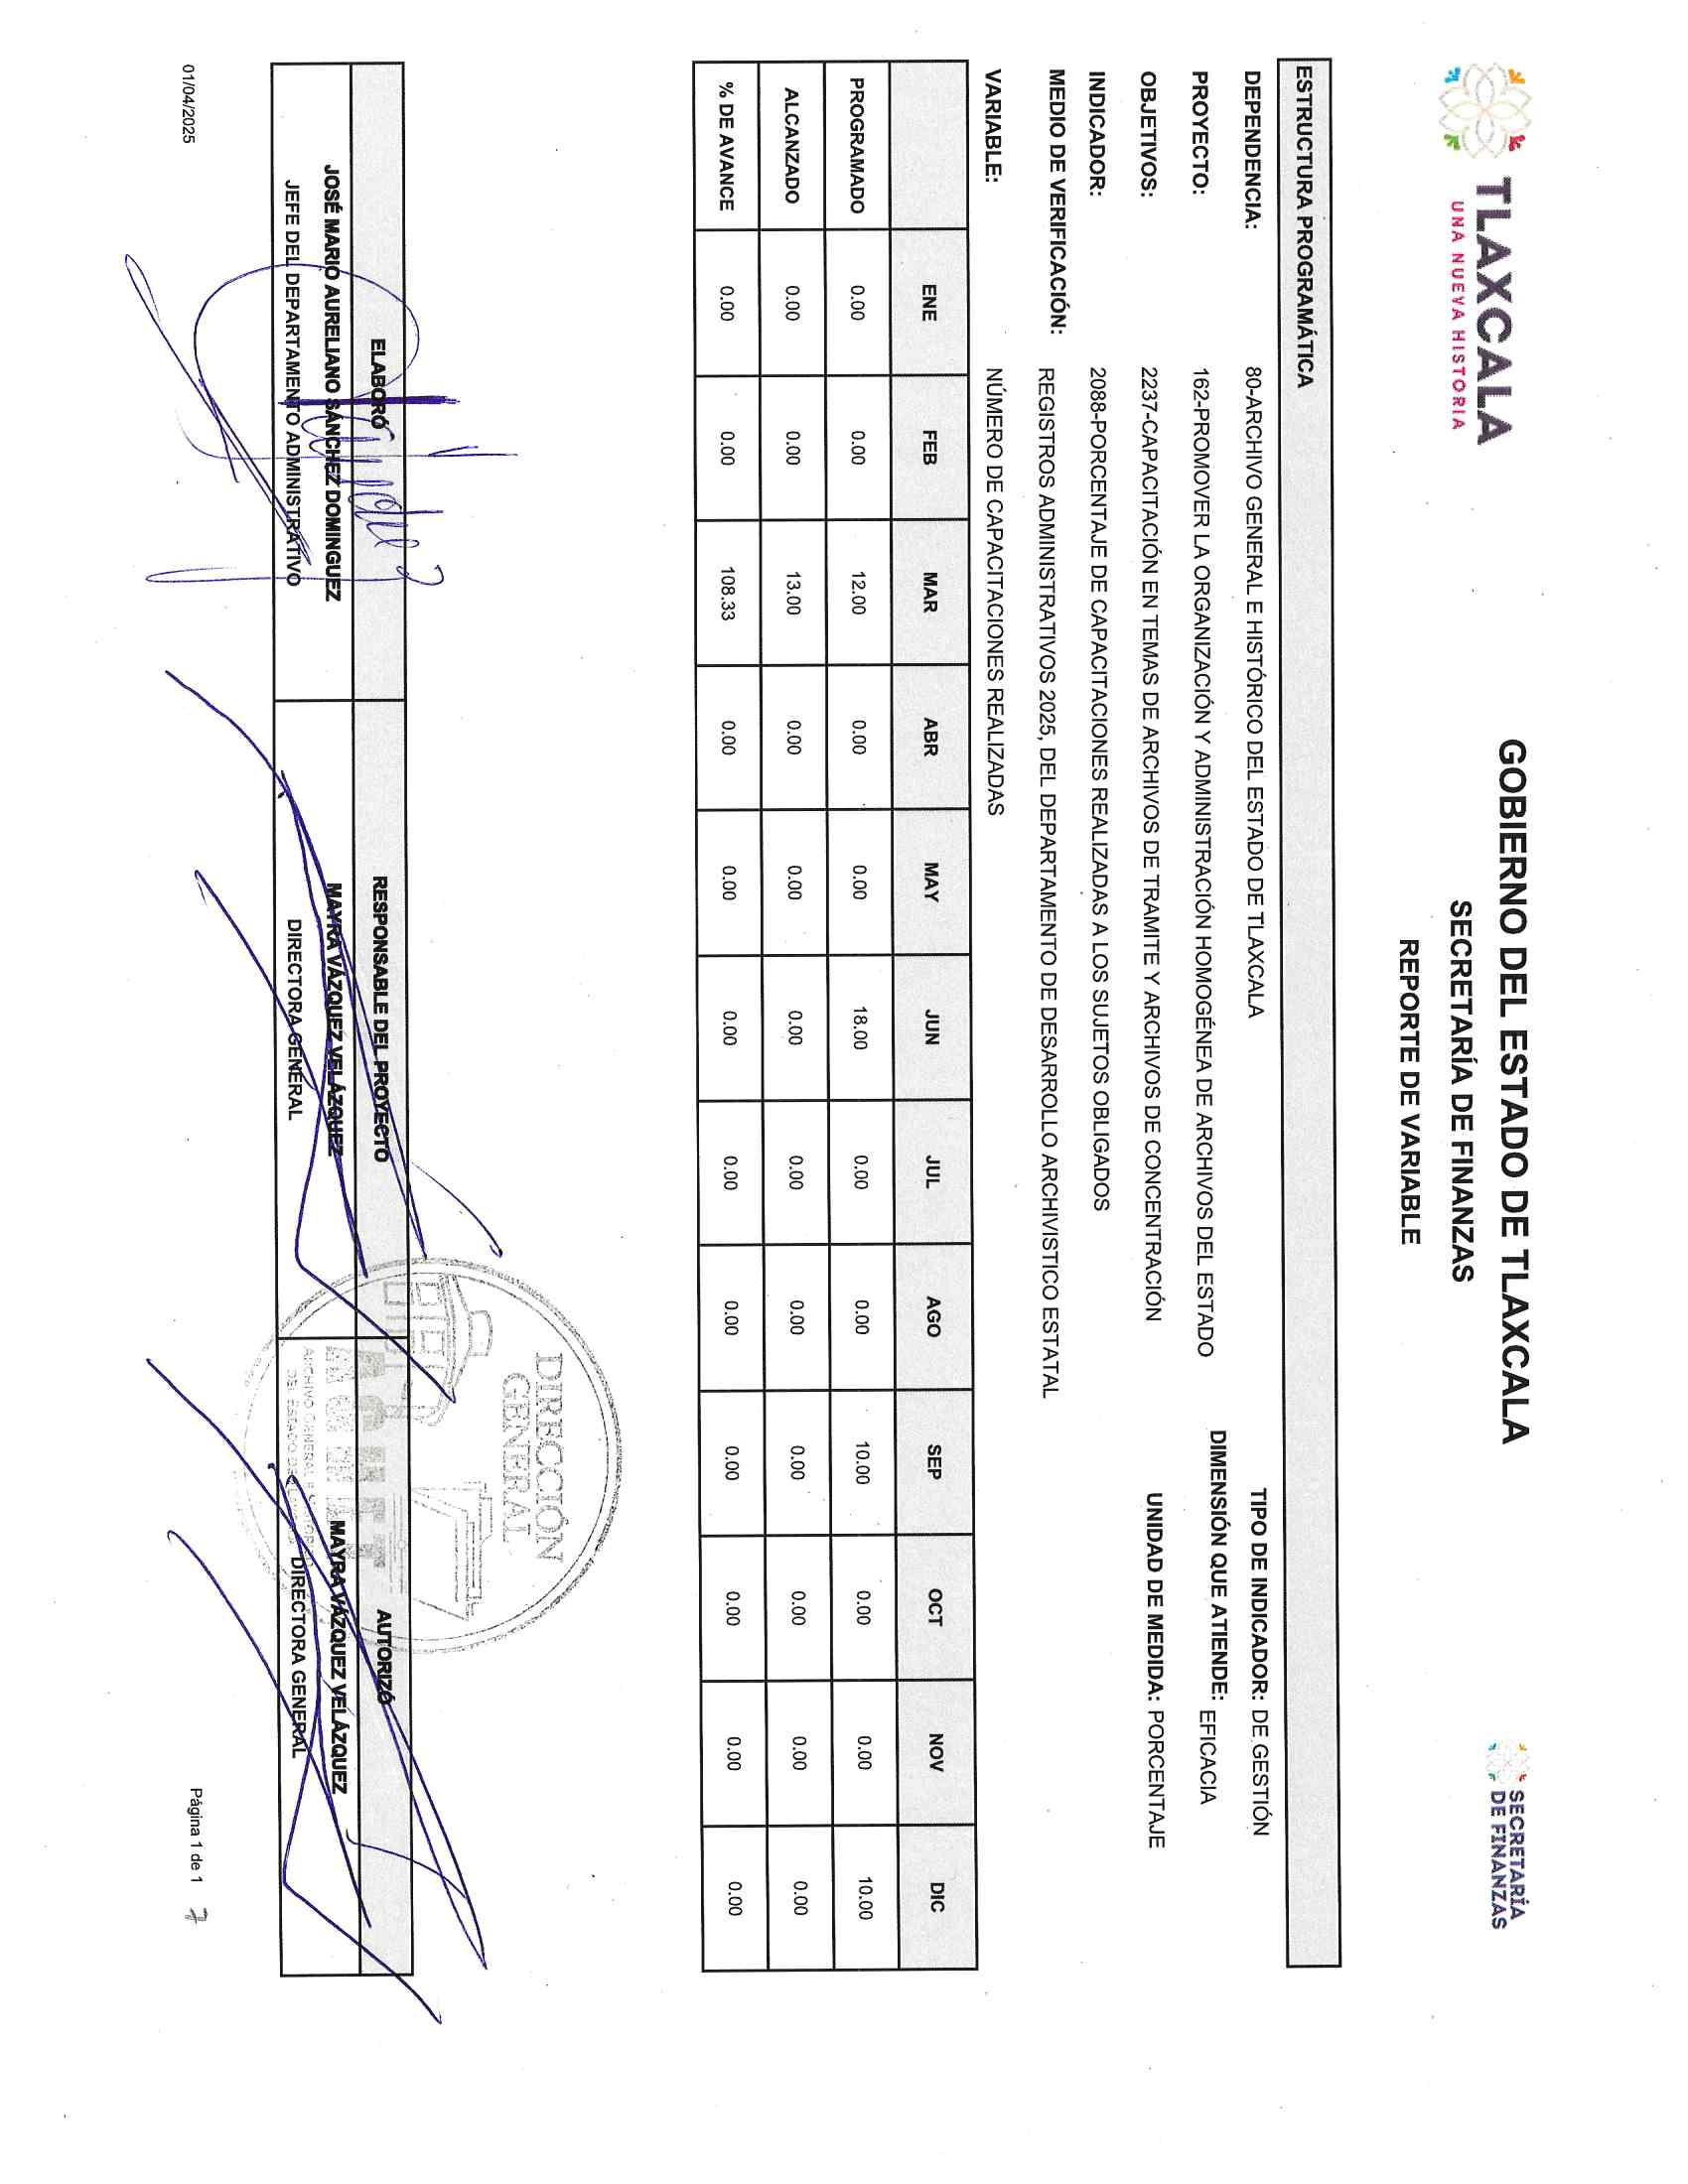 TLAXCALA
UNA NUEVA HISTORIA
GOBIERNO DEL ESTADO DE TLAXCALA
SECRETARÍA DE FINANZAS
REPORTE DE VARIABLE
SECRETARÍA
DE FINANZAS
ESTRUCTURA PROGRAMÁTICA
DEPENDENCIA: 80-ARCHIVO GENERAL E HISTÓRICO DEL ESTADO DE TLAXCALA TIPO DE INDICADOR: DE GESTIÓN
PROYECTO: 162-PROMOVER LA ORGANIZACIÓN Y ADMINISTRACIÓN HOMOGÉNEA DE ARCHIVOS DEL ESTADO DIMENSIÓN QUE ATIENDE: EFICACIA
OBJETIVOS: 2237-CAPACITACIÓN EN TEMAS DE ARCHIVOS DE TRAMITE Y ARCHIVOS DE CONCENTRACIÓN UNIDAD DE MEDIDA: PORCENTAJE
INDICADOR: 2088-PORCENTAJE DE CAPACITACIONES REALIZADAS A LOS SUJETOS OBLIGADOS
MEDIO DE VERIFICACIÓN: REGISTROS ADMINISTRATIVOS 2025, DEL DEPARTAMENTO DE DESARROLLO ARCHIVISTICO ESTATAL
VARIABLE: NÚMERO DE CAPACITACIONES REALIZADAS
ENE FEB MAR ABR MAY JUN JUL AGO SEP OCT NOV DIC
PROGRAMADO 0.00 0.00 12.00 0.00 0.00 18.00 0.00 0.00 10.00 0.00 0.00 10.00
ALCANZADO 0.00 0.00 13.00 0.00 0.00 0.00 0.00 0.00 0.00 0.00 0.00 0.00
% DE AVANCE 0.00 0.00 108.33 0.00 0.00 0.00 0.00 0.00 0.00 0.00 0.00 0.00
DIRECCIÓN
GENERAL
ELABORÓ RESPONSABLE DEL PROYECTO AUTORIZÓ
JOSÉ MARIO AURELIANO SÁNCHEZ DOMINGUEZ MAYRA VÁZQUEZ VELÁZQUEZ MAYRA VÁZQUEZ VELÁZQUEZ
JEFE DEL DEPARTAMENTO ADMINISTRATIVO DIRECTORA GENERAL DIRECTORA GENERAL
ARCHIVO GENERAL E
01/04/2025 Página 1 de 1 7